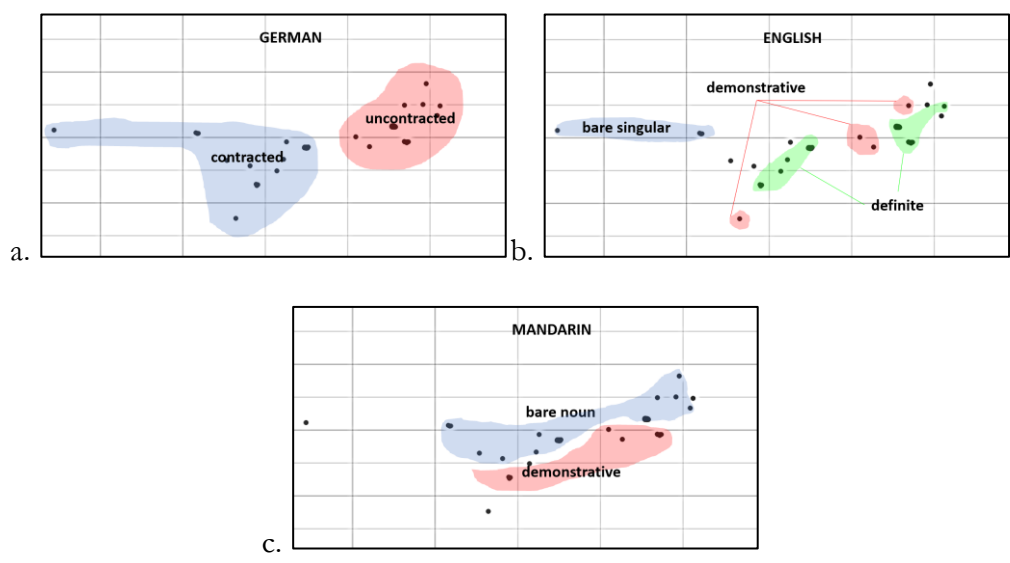 GERMAN
uncontracted
contracted
a.
ENGLISH
demonstrative
bare singular
definite
b.
MANDARIN
bare noun
demonstrative
c.